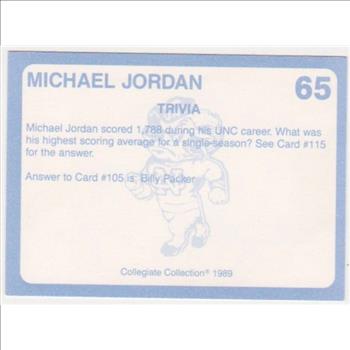 MICHAEL JORDAN 65
TRIVIA
Michael Jordan scored 1,788 during his UNC career. What was
his highest scoring average for a single-season? See Card #115
for the answer.
Answer to Card #105 is: Billy Packer
Collegiate Collection® 1989